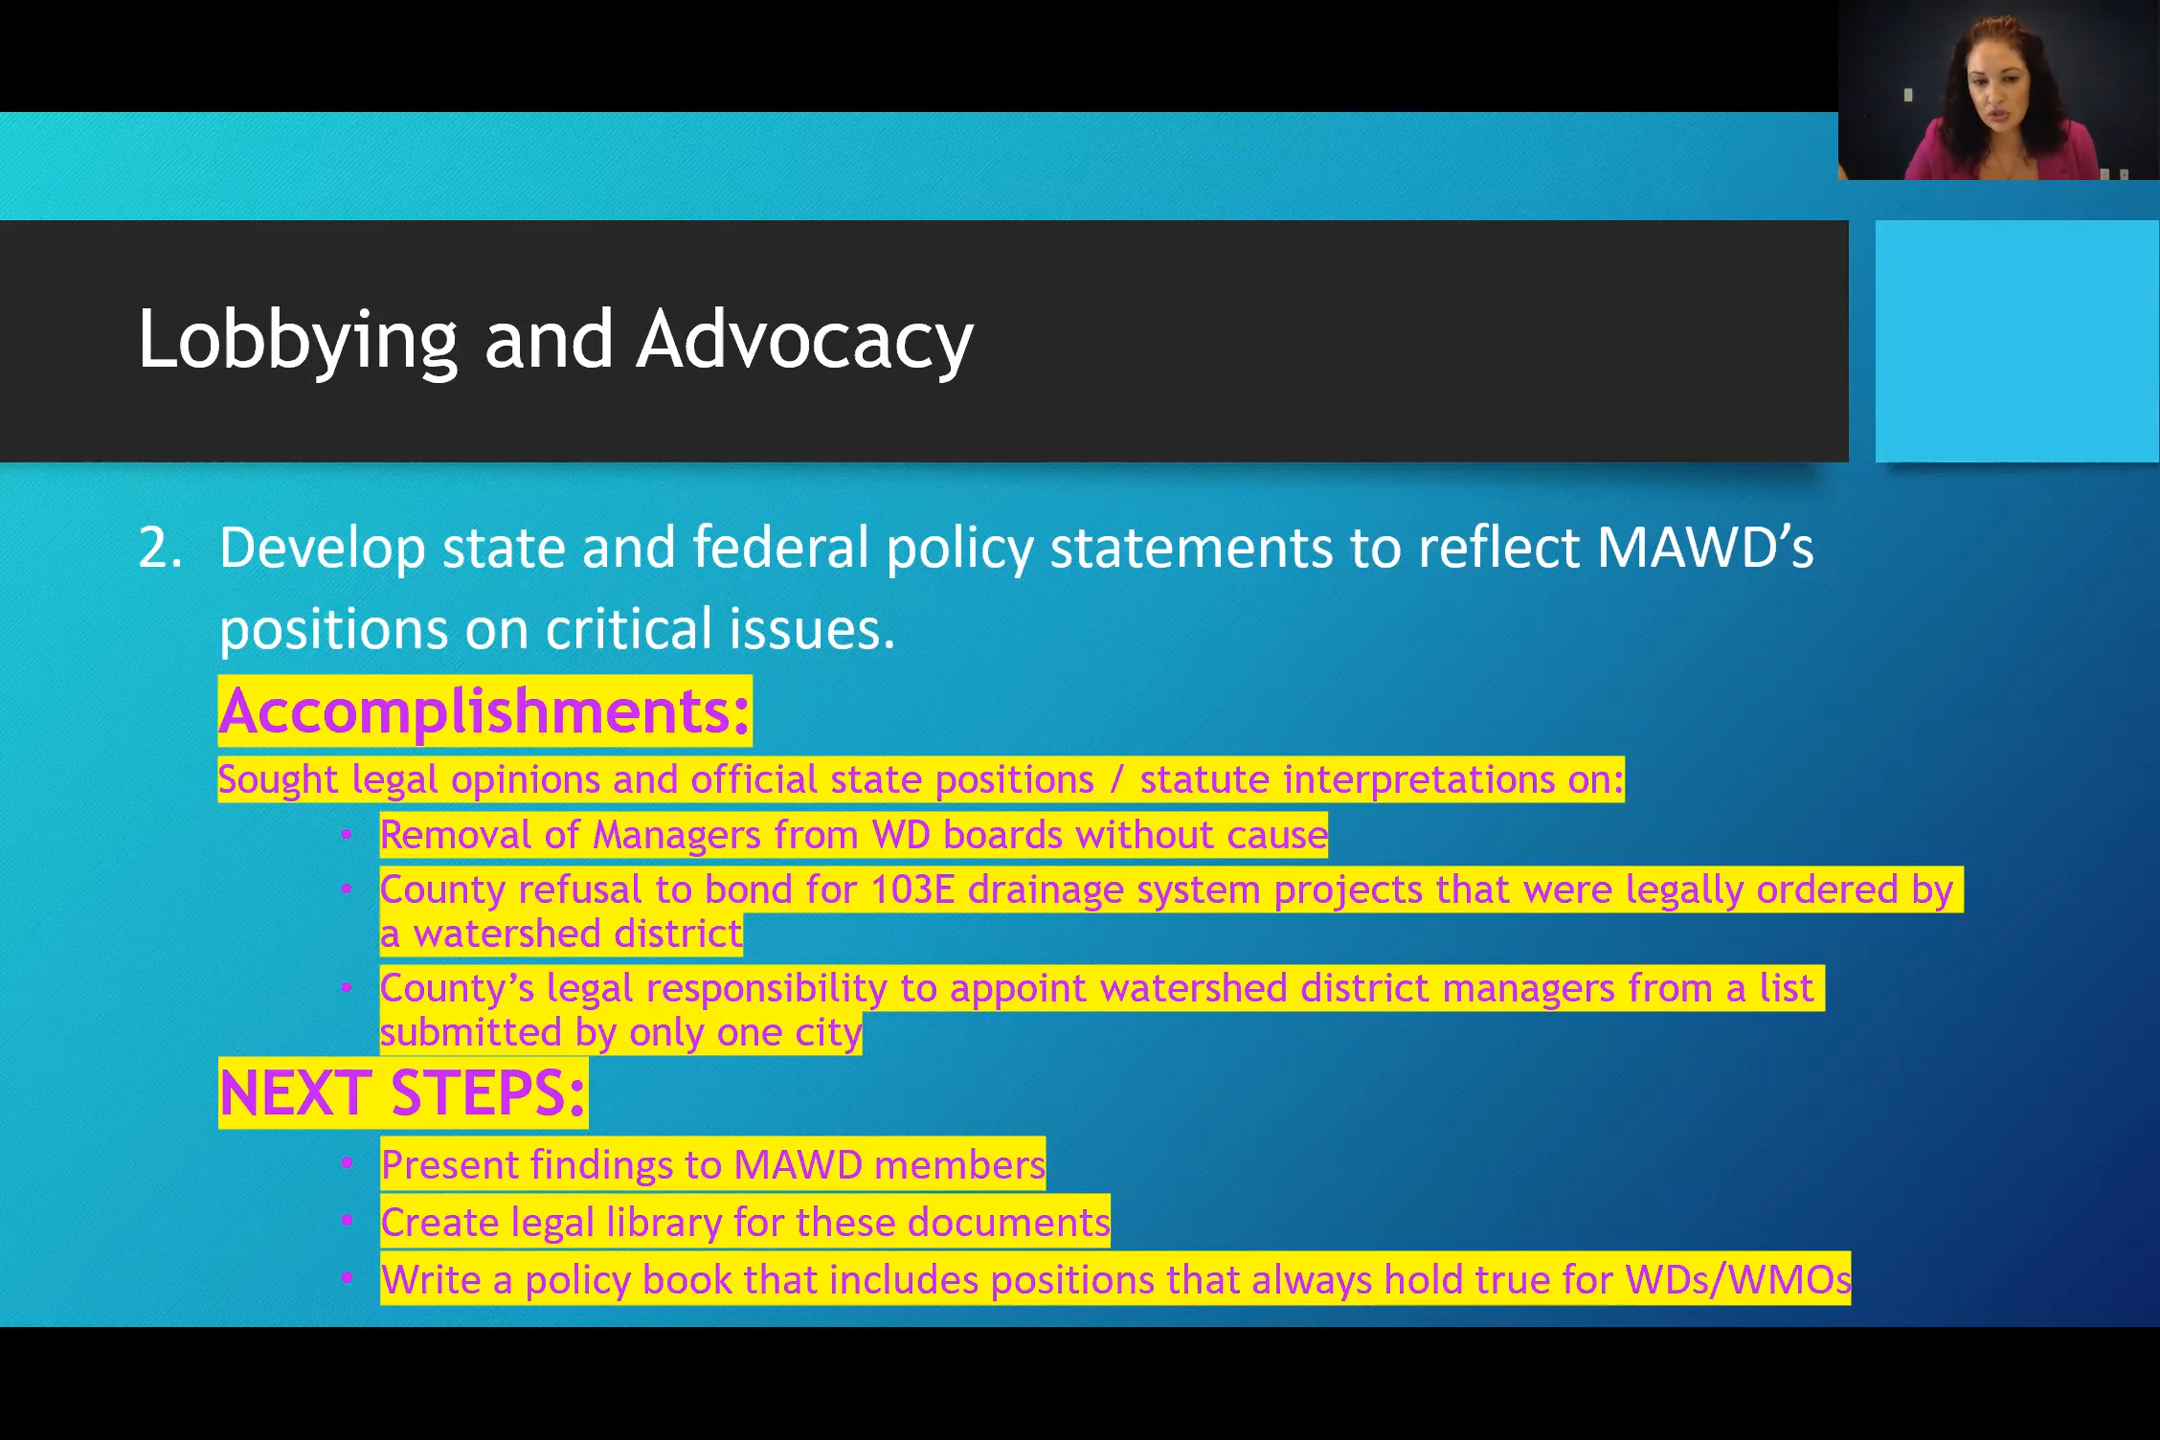 Lobbying and Advocacy
2. Develop state and federal policy statements to reflect MAWD’s
positions on critical issues.
Accomplishments:
Sought legal opinions and official state positions / statute interpretations on:
• Removal of Managers from WD boards without cause
• County refusal to bond for 103E drainage system projects that were legally ordered by
a watershed district
• County’s legal responsibility to appoint watershed district managers from a list
submitted by only one city
NEXT STEPS:
• Present findings to MAWD members
• Create legal library for these documents
• Write a policy book that includes positions that always hold true for WDs/WMOs